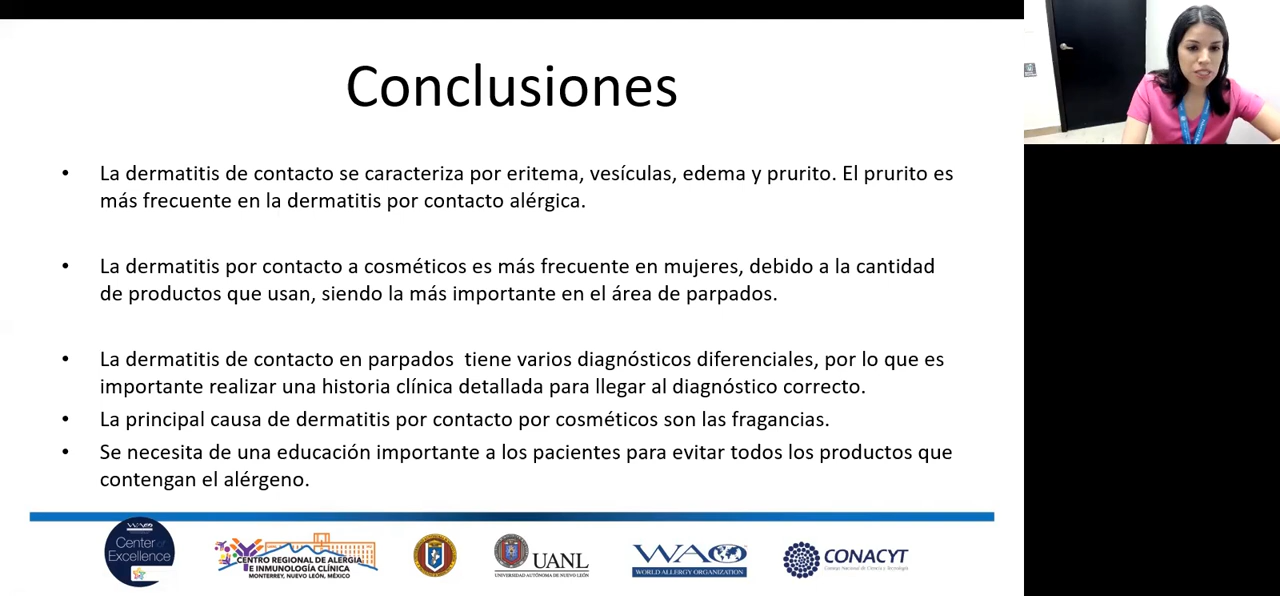 Conclusiones
• La dermatitis de contacto se caracteriza por eritema, vesículas, edema y prurito. El prurito es
más frecuente en la dermatitis por contacto alérgica.
• La dermatitis por contacto a cosméticos es más frecuente en mujeres, debido a la cantidad
de productos que usan, siendo la más importante en el área de parpados.
• La dermatitis de contacto en parpados  tiene varios diagnósticos diferenciales, por lo que es
importante realizar una historia clínica detallada para llegar al diagnóstico correcto.
• La principal causa de dermatitis por contacto por cosméticos son las fragancias.
• Se necesita de una educación importante a los pacientes para evitar todos los productos que
contengan el alérgeno.
WAO
Center of
Excellence
CENTRO REGIONAL DE ALERGIA
E INMUNOLOGÍA CLÍNICA
MONTERREY, NUEVO LEÓN, MÉXICO
UANL
UNIVERSIDAD AUTÓNOMA DE NUEVO LEÓN
WAO
WORLD ALLERGY ORGANIZATION
CONACYT
Consejo Nacional de Ciencia y Tecnología